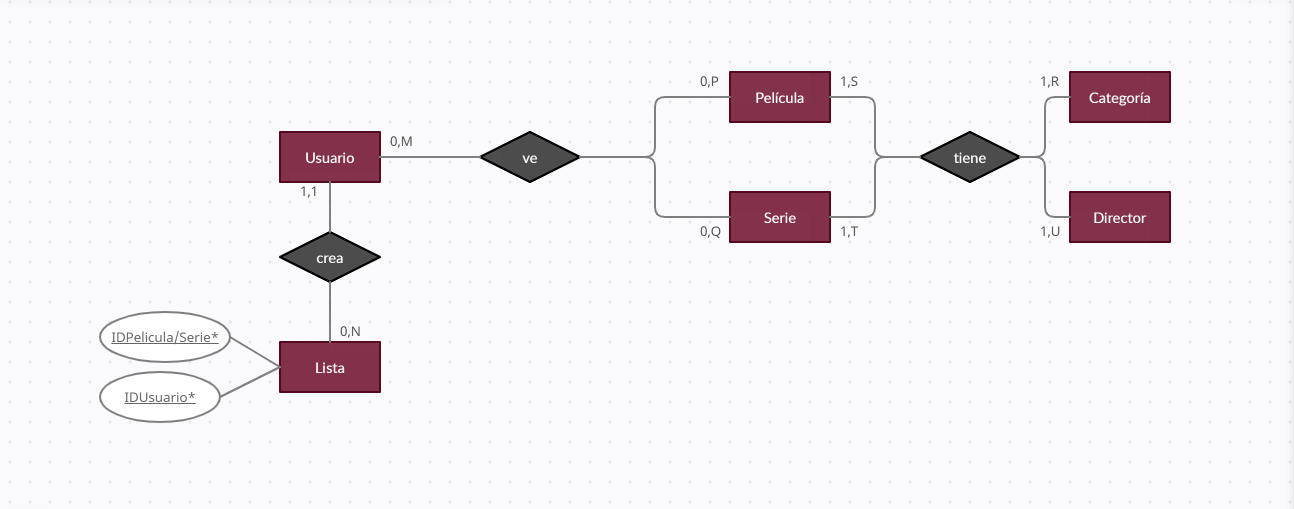 0,P
Película
1,S
1,R
Categoría
Usuario
0,M
ve
tiene
1,1
Serie
Director
0,Q
1,T
1,U
crea
0,N
IDPelicula/Serie*
Lista
IDUsuario*